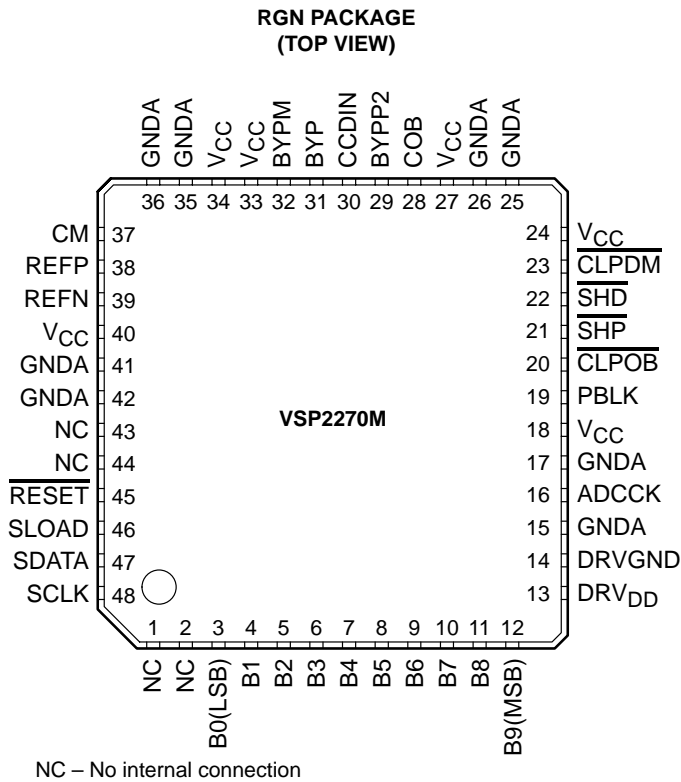 RGN PACKAGE
(TOP VIEW)
GNDA GNDA VCC VCC BYPM BYP CCDIN BYPP2 COB VCC GNDA GNDA
36 35 34 33 32 31 30 29 28 27 26 25
CM 37 24 VCC
REFP 38 23 CLPDM
REFN 39 22 SHD
VCC 40 21 SHP
GNDA 41 20 CLPOB
GNDA 42 19 PBLK
NC 43 18 VCC
VSP2270M
NC 44 17 GNDA
RESET 45 16 ADCCK
SLOAD 46 15 GNDA
SDATA 47 14 DRVGND
SCLK 48 13 DRVDD
1 2 3 4 5 6 7 8 9 10 11 12
NC NC B0(LSB) B1 B2 B3 B4 B5 B6 B7 B8 B9(MSB)
NC – No internal connection